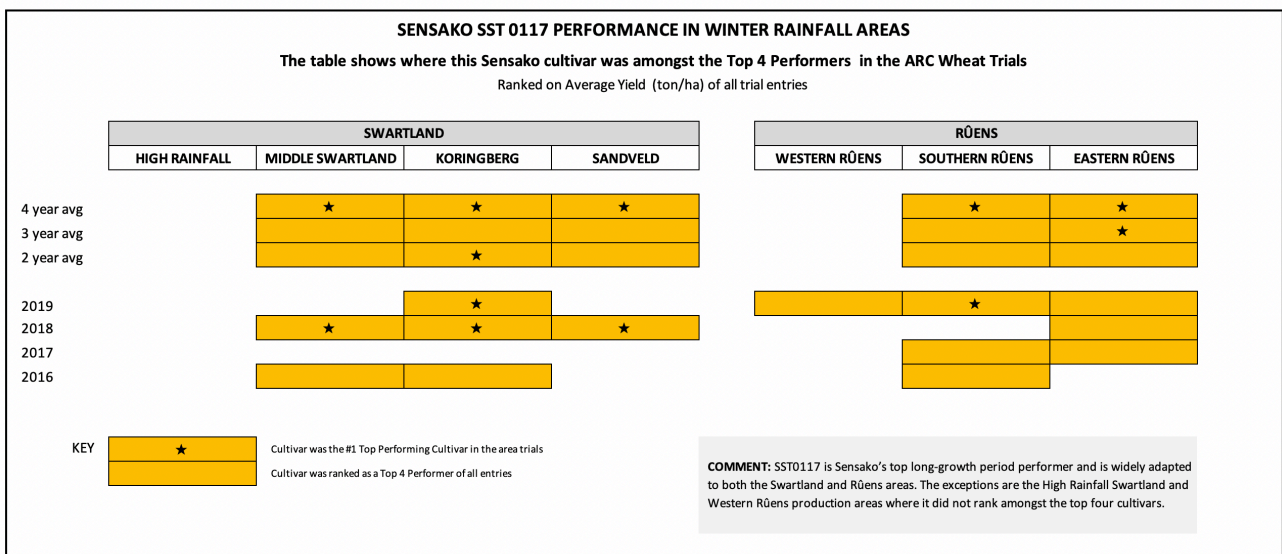 SENSAKO SST 0117 PERFORMANCE IN WINTER RAINFALL AREAS
The table shows where this Sensako cultivar was amongst the Top 4 Performers in the ARC Wheat Trials
Ranked on Average Yield (ton/ha) of all trial entries
SWARTLAND
RÛENS
HIGH RAINFALL MIDDLE SWARTLAND KORINGBERG SANDVELD
WESTERN RÛENS SOUTHERN RÛENS EASTERN RÛENS
4 year avg ★ ★ ★ ★ ★
3 year avg ★
2 year avg ★
2019 ★ ★
2018 ★ ★ ★
2017
2016
KEY ★ Cultivar was the #1 Top Performing Cultivar in the area trials
Cultivar was ranked as a Top 4 Performer of all entries
COMMENT: SST0117 is Sensako's top long-growth period performer and is widely adapted
to both the Swartland and Rûens areas. The exceptions are the High Rainfall Swartland and
Western Rûens production areas where it did not rank amongst the top four cultivars.